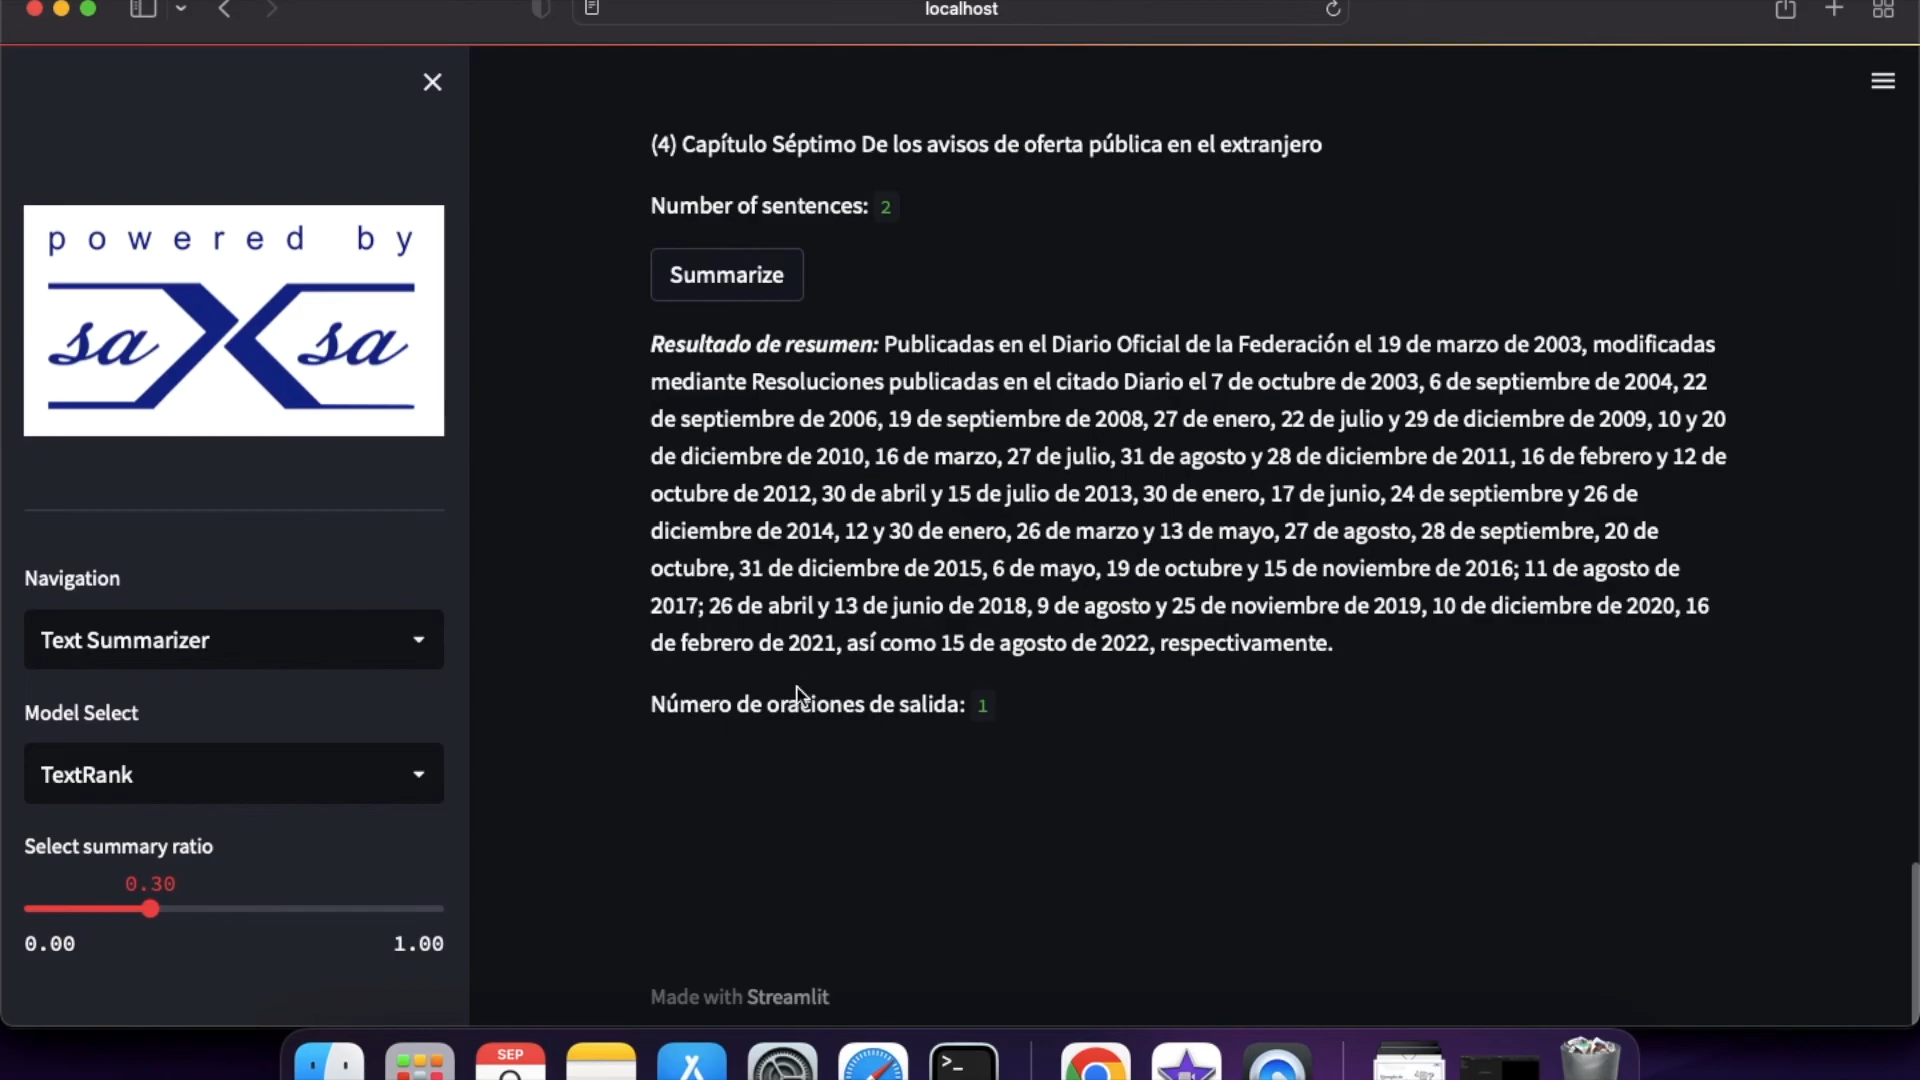 localhost
powered by
sa sa
Navigation
Text Summarizer
Model Select
TextRank
Select summary ratio
0.30
0.00 1.00
(4) Capítulo Séptimo De los avisos de oferta pública en el extranjero
Number of sentences: 2
Summarize
Resultado de resumen: Publicadas en el Diario Oficial de la Federación el 19 de marzo de 2003, modificadas
mediante Resoluciones publicadas en el citado Diario el 7 de octubre de 2003, 6 de septiembre de 2004, 22
de septiembre de 2006, 19 de septiembre de 2008, 27 de enero, 22 de julio y 29 de diciembre de 2009, 10 y 20
de diciembre de 2010, 16 de marzo, 27 de julio, 31 de agosto y 28 de diciembre de 2011, 16 de febrero y 12 de
octubre de 2012, 30 de abril y 15 de julio de 2013, 30 de enero, 17 de junio, 24 de septiembre y 26 de
diciembre de 2014, 12 y 30 de enero, 26 de marzo y 13 de mayo, 27 de agosto, 28 de septiembre, 20 de
octubre, 31 de diciembre de 2015, 6 de mayo, 19 de octubre y 15 de noviembre de 2016; 11 de agosto de
2017; 26 de abril y 13 de junio de 2018, 9 de agosto y 25 de noviembre de 2019, 10 de diciembre de 2020, 16
de febrero de 2021, así como 15 de agosto de 2022, respectivamente.
Número de oraciones de salida: 1
Made with Streamlit
SEP